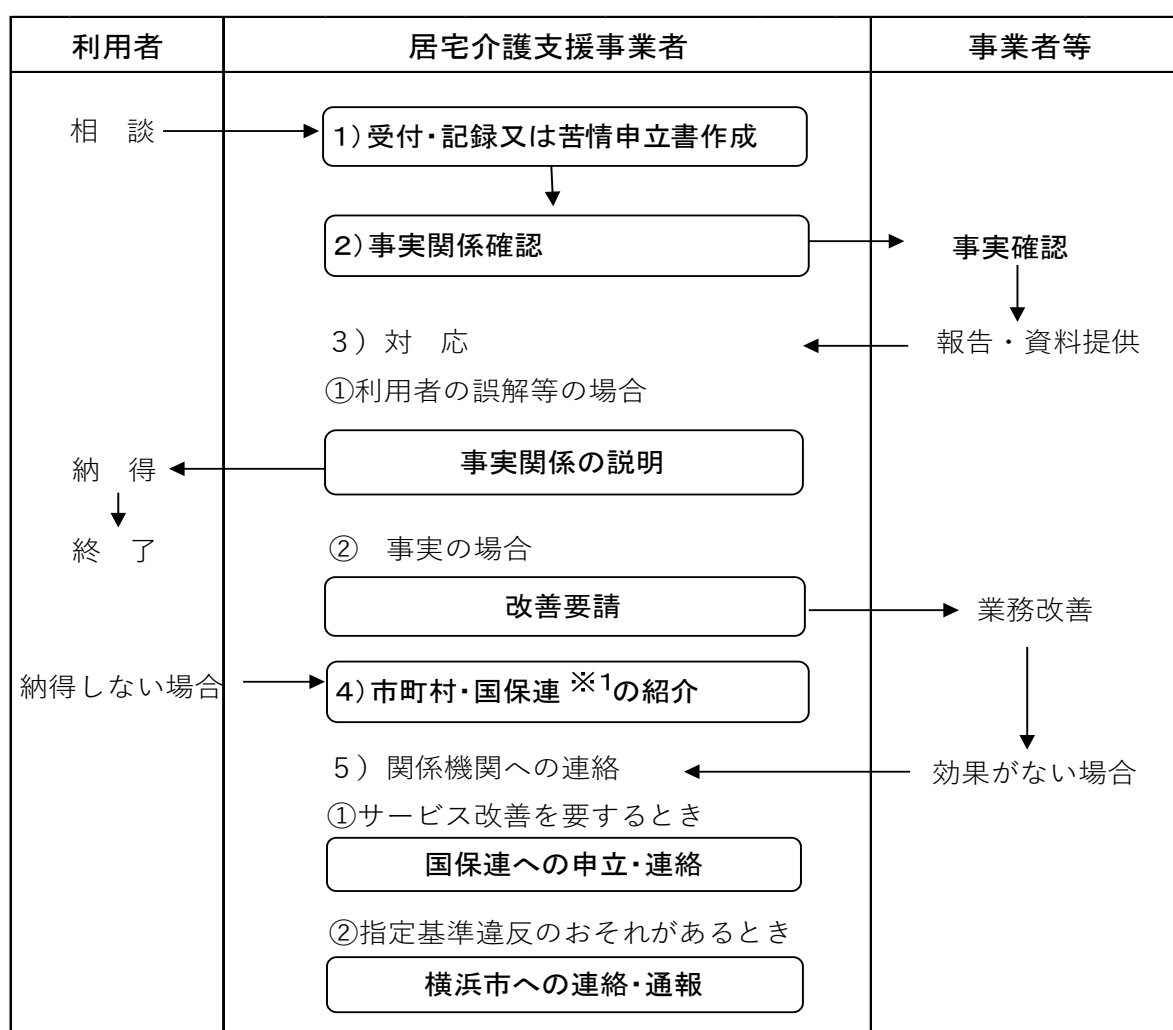 利用者 居宅介護支援事業者 事業者等
相　談
1)受付・記録又は苦情申立書作成
2)事実関係確認
事実確認
3）対　応
報告・資料提供
①利用者の誤解等の場合
事実関係の説明
納　得
終　了
②　事実の場合
改善要請
業務改善
納得しない場合
4)市町村・国保連※1の紹介
5）関係機関への連絡
効果がない場合
①サービス改善を要するとき
国保連への申立・連絡
②指定基準違反のおそれがあるとき
横浜市への連絡・通報